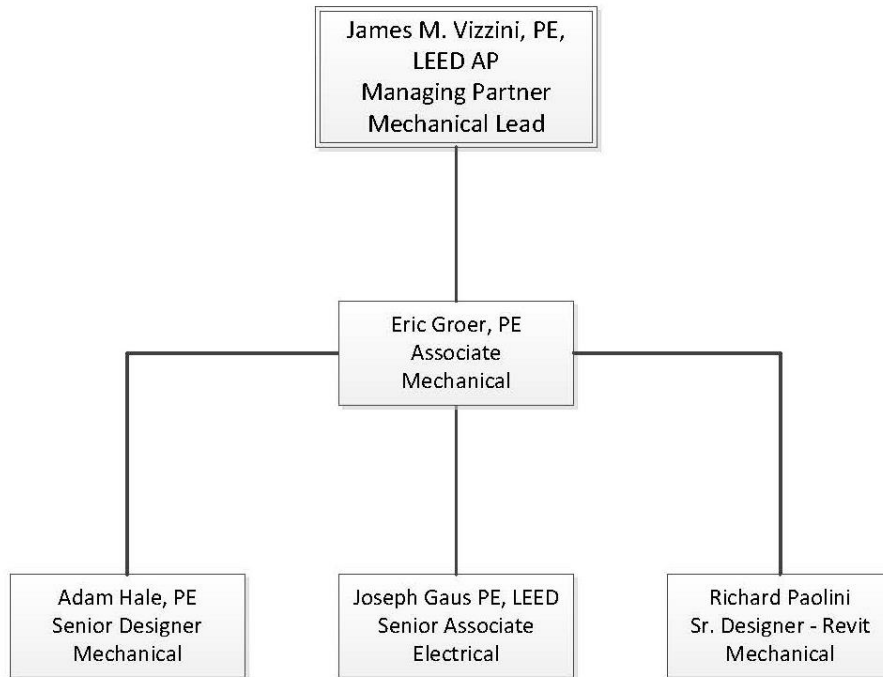 James M. Vizzini, PE,
LEED AP
Managing Partner
Mechanical Lead
Eric Groer, PE
Associate
Mechanical
Adam Hale, PE
Senior Designer
Mechanical
Joseph Gaus PE, LEED
Senior Associate
Electrical
Richard Paolini
Sr. Designer - Revit
Mechanical